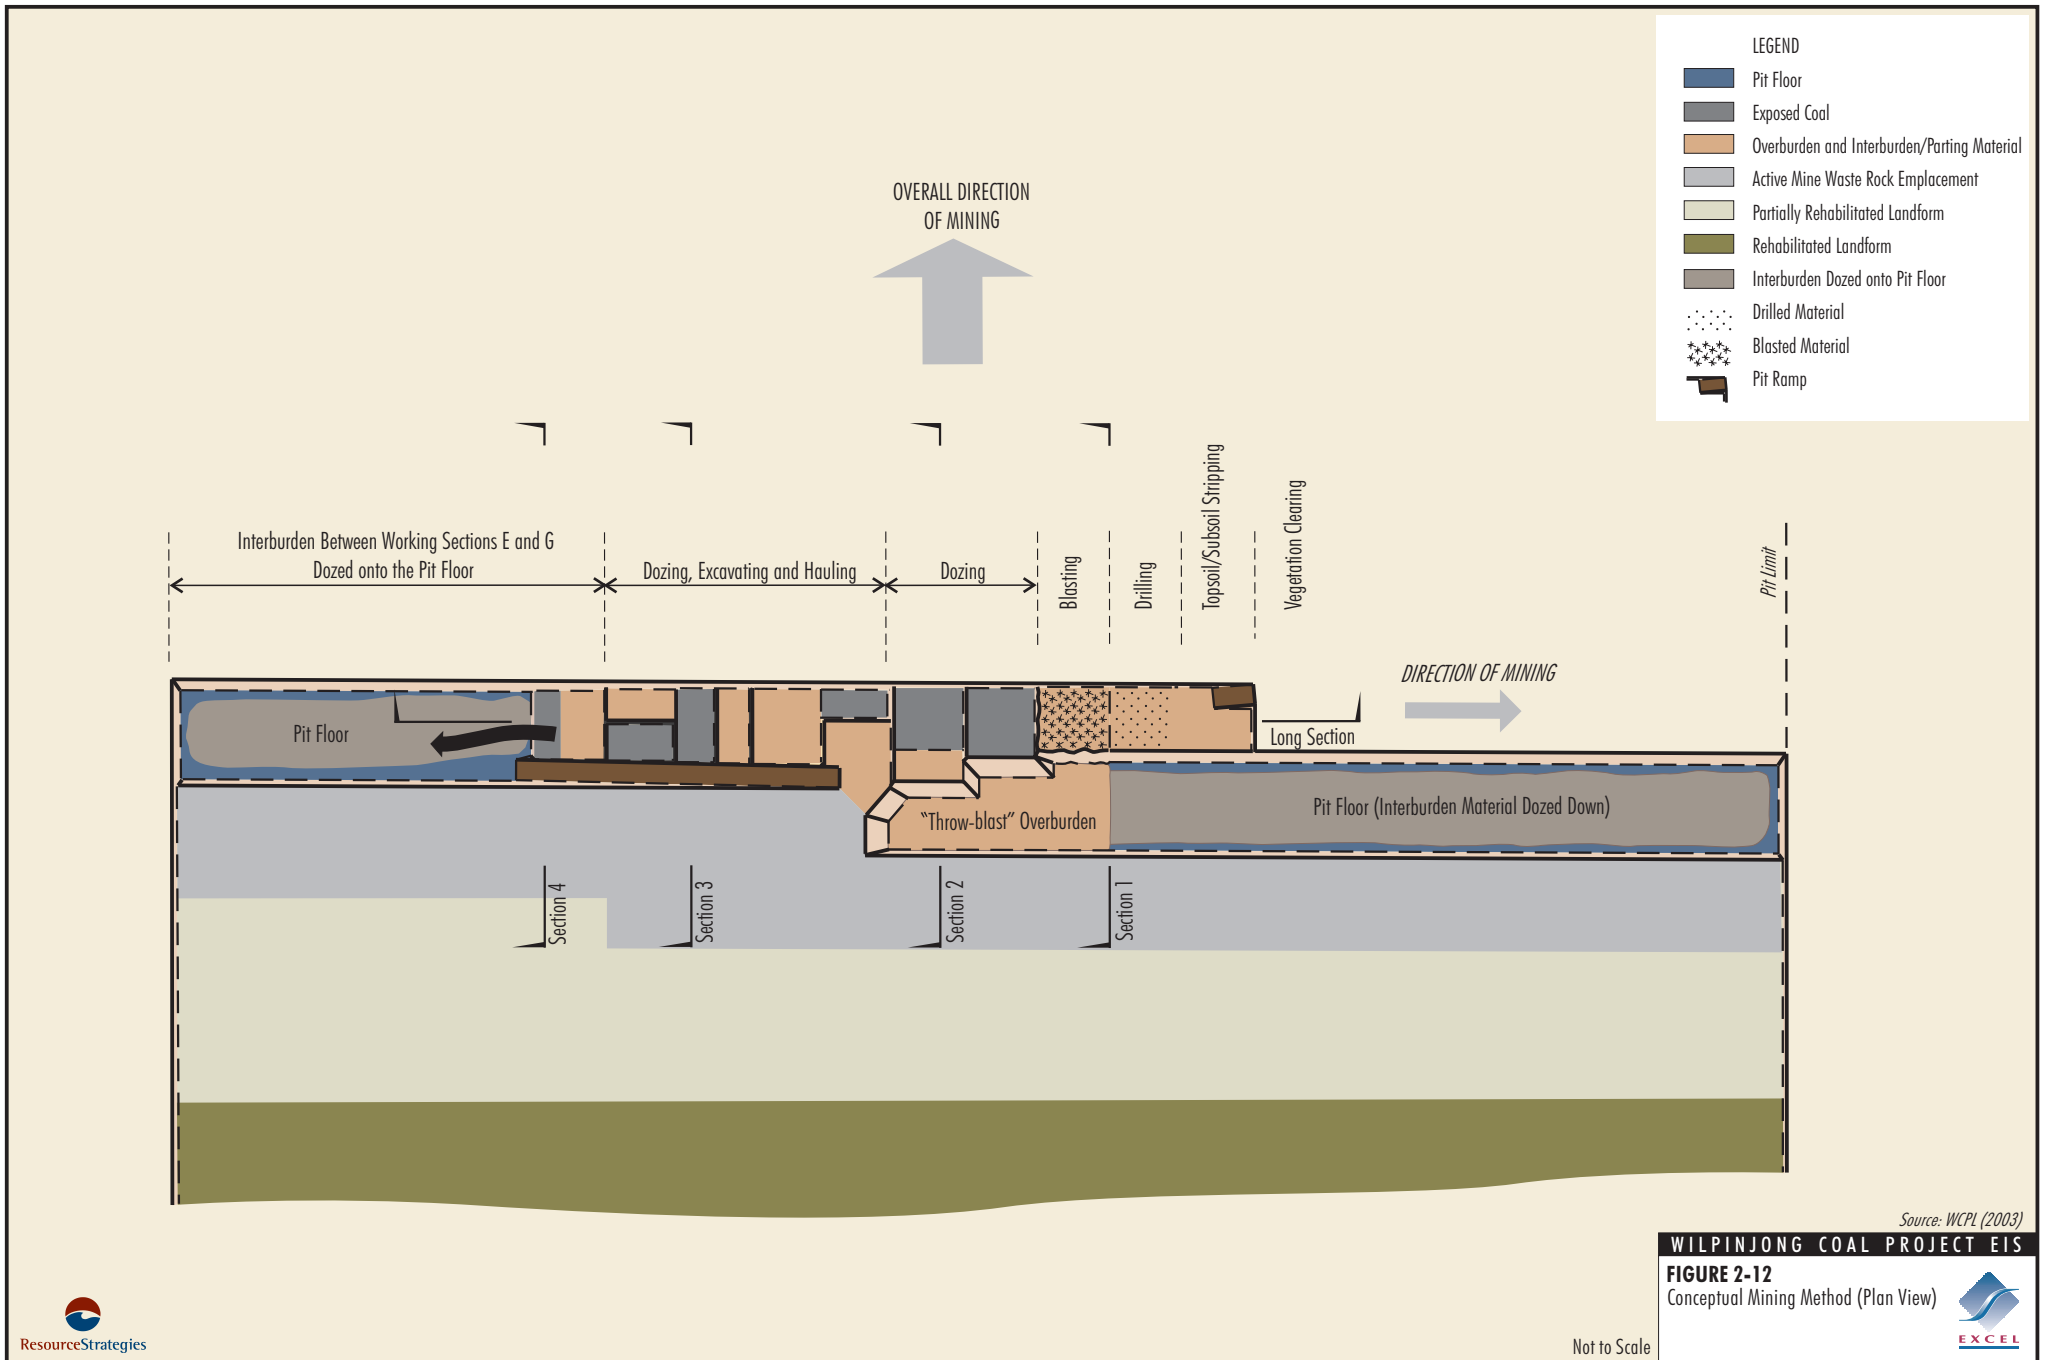 LEGEND
Pit Floor
Exposed Coal
Overburden and Interburden/Parting Material
Active Mine Waste Rock Emplacement
Partially Rehabilitated Landform
Rehabilitated Landform
Interburden Dozed onto Pit Floor
Drilled Material
Blasted Material
Pit Ramp
OVERALL DIRECTION
OF MINING
Interburden Between Working Sections E and G
Dozed onto the Pit Floor
Dozing, Excavating and Hauling
Dozing
Blasting
Drilling
Topsoil/Subsoil Stripping
Vegetation Clearing
Pit Limit
DIRECTION OF MINING
Long Section
Pit Floor
"Throw-blast" Overburden
Pit Floor (Interburden Material Dozed Down)
Section 4
Section 3
Section 2
Section 1
Source: WCPL (2003)
WILPINJONG COAL PROJECT EIS
FIGURE 2-12
Conceptual Mining Method (Plan View)
EXCEL
Not to Scale
ResourceStrategies